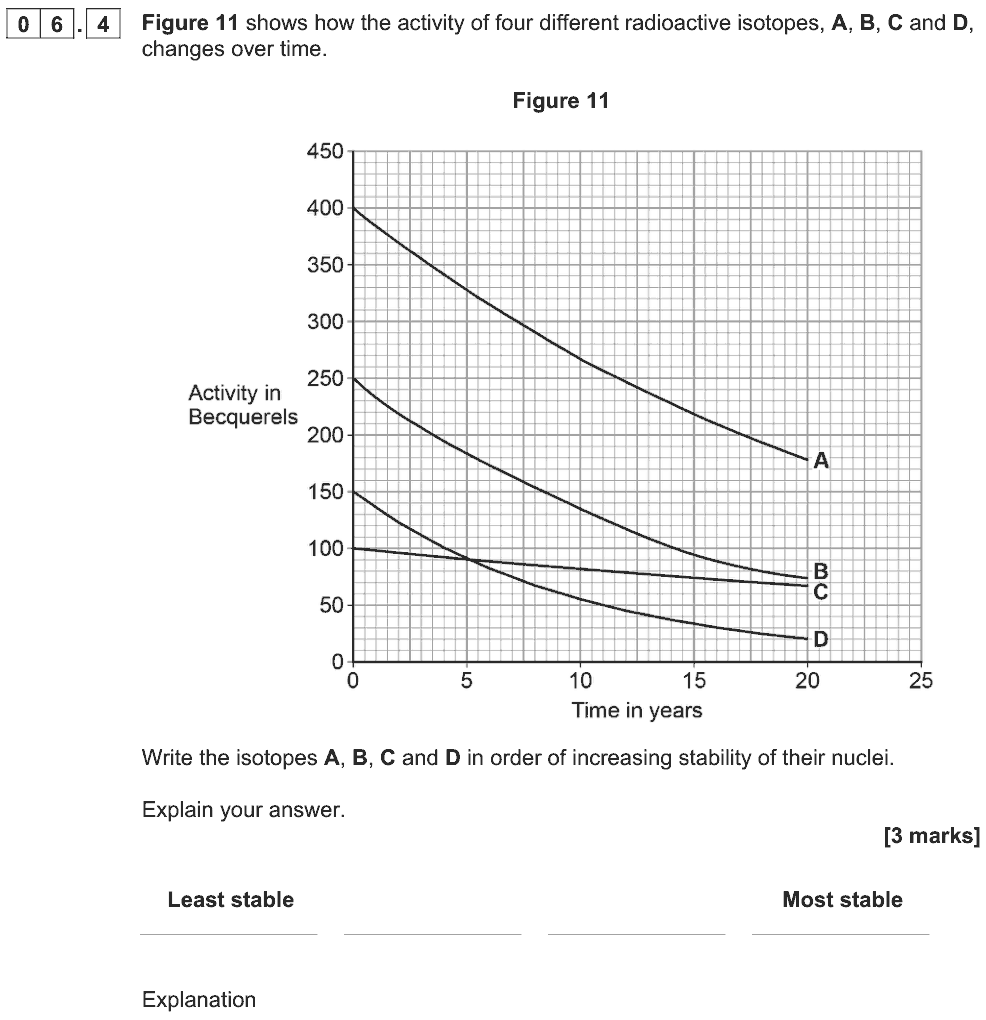 0 6 . 4 Figure 11 shows how the activity of four different radioactive isotopes, A, B, C and D,
changes over time.
Figure 11
450
400
350
300
250
200
150
100
50
0
Activity in
Becquerels
A
B
C
D
0 5 10 15 20 25
Time in years
Write the isotopes A, B, C and D in order of increasing stability of their nuclei.
Explain your answer.
[3 marks]
Least stable Most stable
Explanation